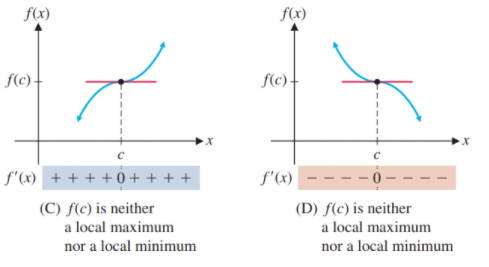 f(x)
f(c)
x
c
f′(x) + + + + 0 + + + +
(C) f(c) is neither
a local maximum
nor a local minimum
f(x)
f(c)
x
c
f′(x) − − − − 0 − − − −
(D) f(c) is neither
a local maximum
nor a local minimum